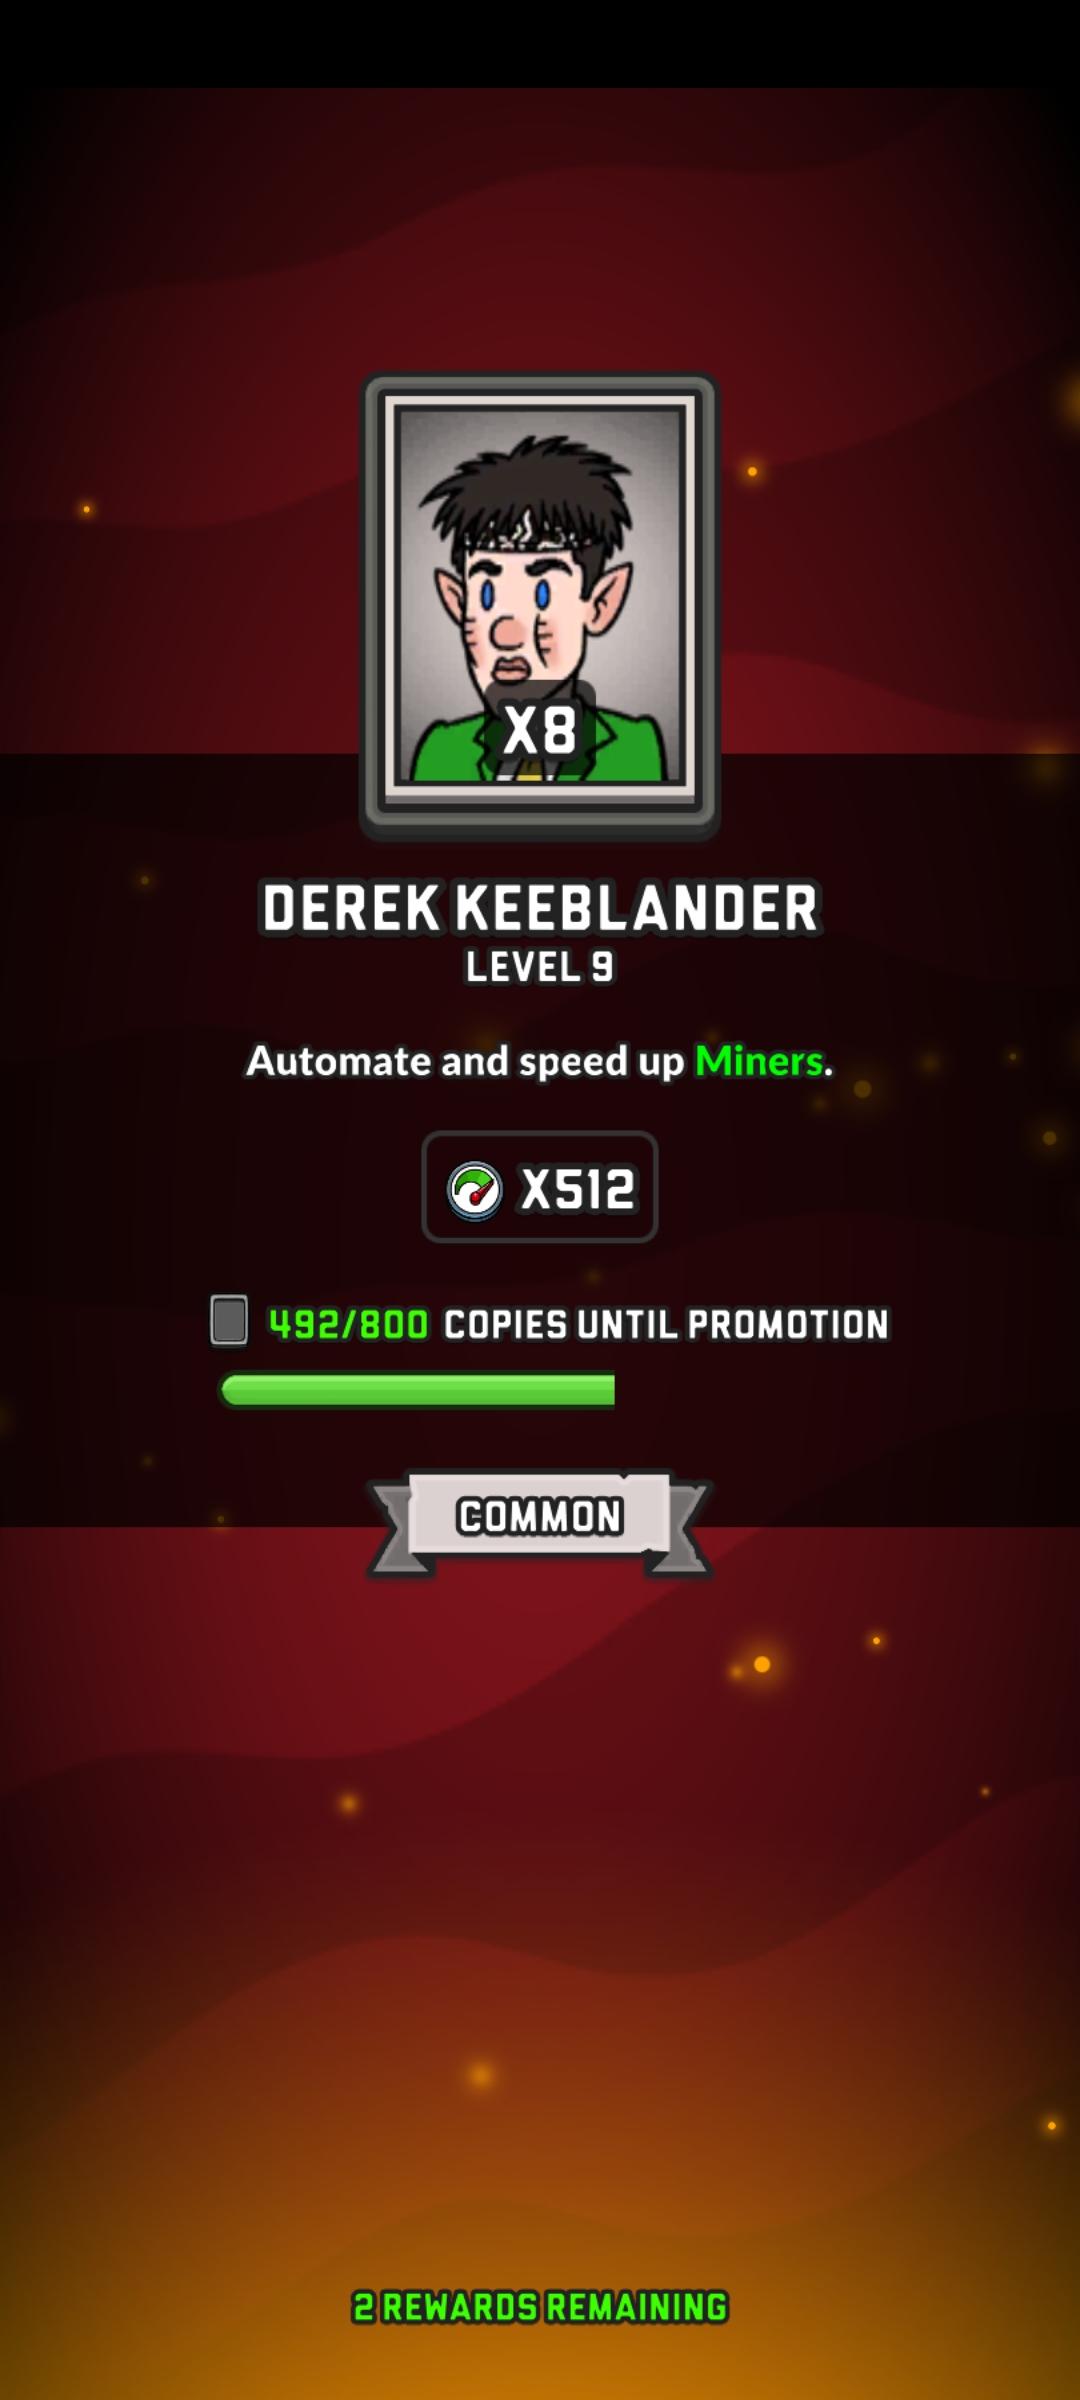 X8
DEREK KEEBLANDER
LEVEL 9
Automate and speed up Miners.
X512
492/800 COPIES UNTIL PROMOTION
COMMON
2 REWARDS REMAINING